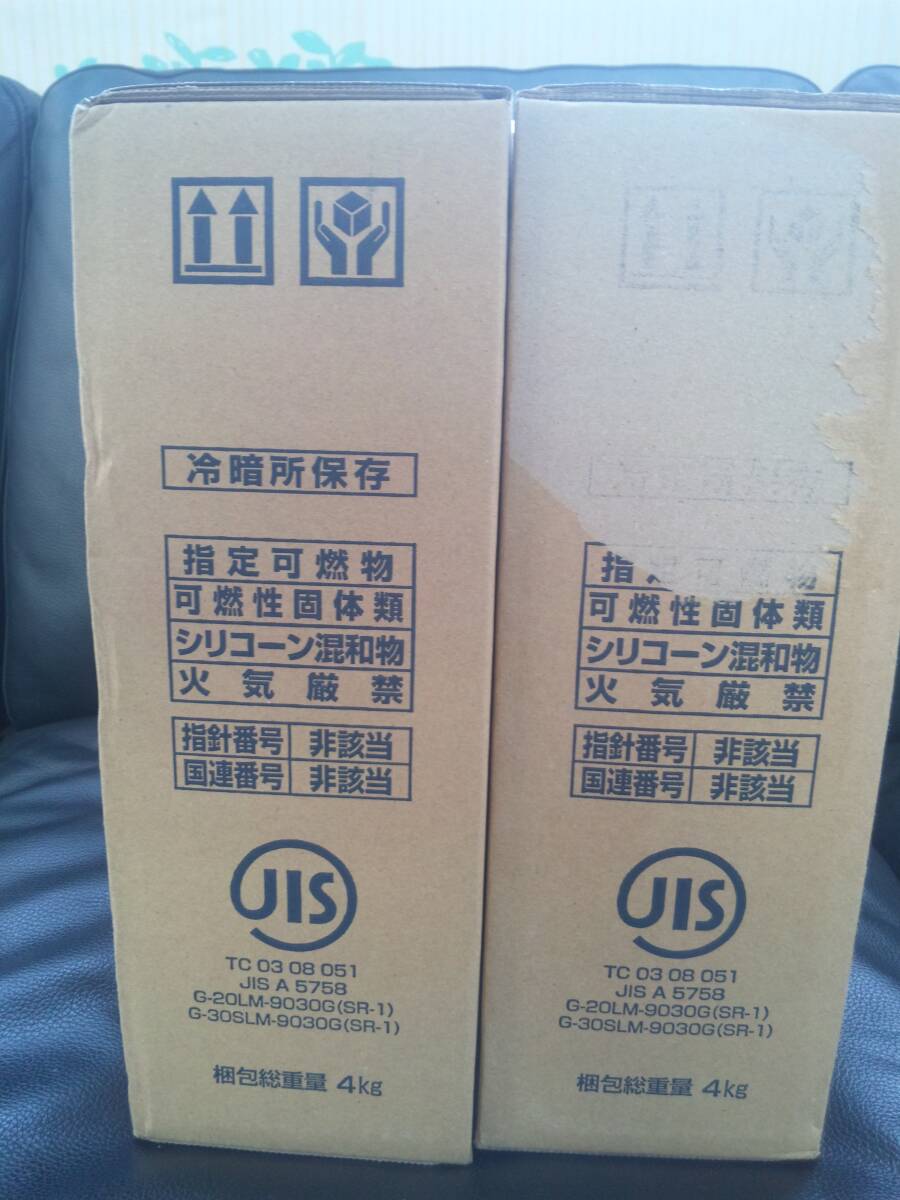 冷暗所保存
指定可燃物
可燃性固体類
シリコーン混和物
火気厳禁
指針番号 非該当
国連番号 非該当
JIS
TC 03 08 051
JIS A 5758
G-20LM-9030G(SR-1)
G-30SLM-9030G(SR-1)
梱包総重量 4kg
指定可燃物
可燃性固体類
シリコーン混和物
火気厳禁
指針番号 非該当
国連番号 非該当
JIS
TC 03 08 051
JIS A 5758
G-20LM-9030G(SR-1)
G-30SLM-9030G(SR-1)
梱包総重量 4kg